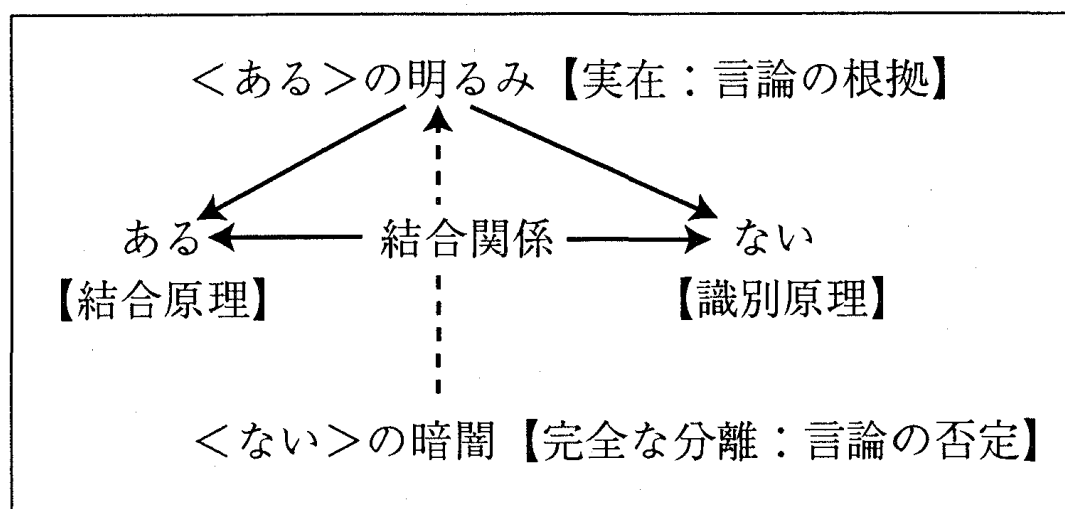 <ある>の明るみ【実在：言論の根拠】
ある 結合関係 ない
【結合原理】 【識別原理】
<ない>の暗闇【完全な分離：言論の否定】